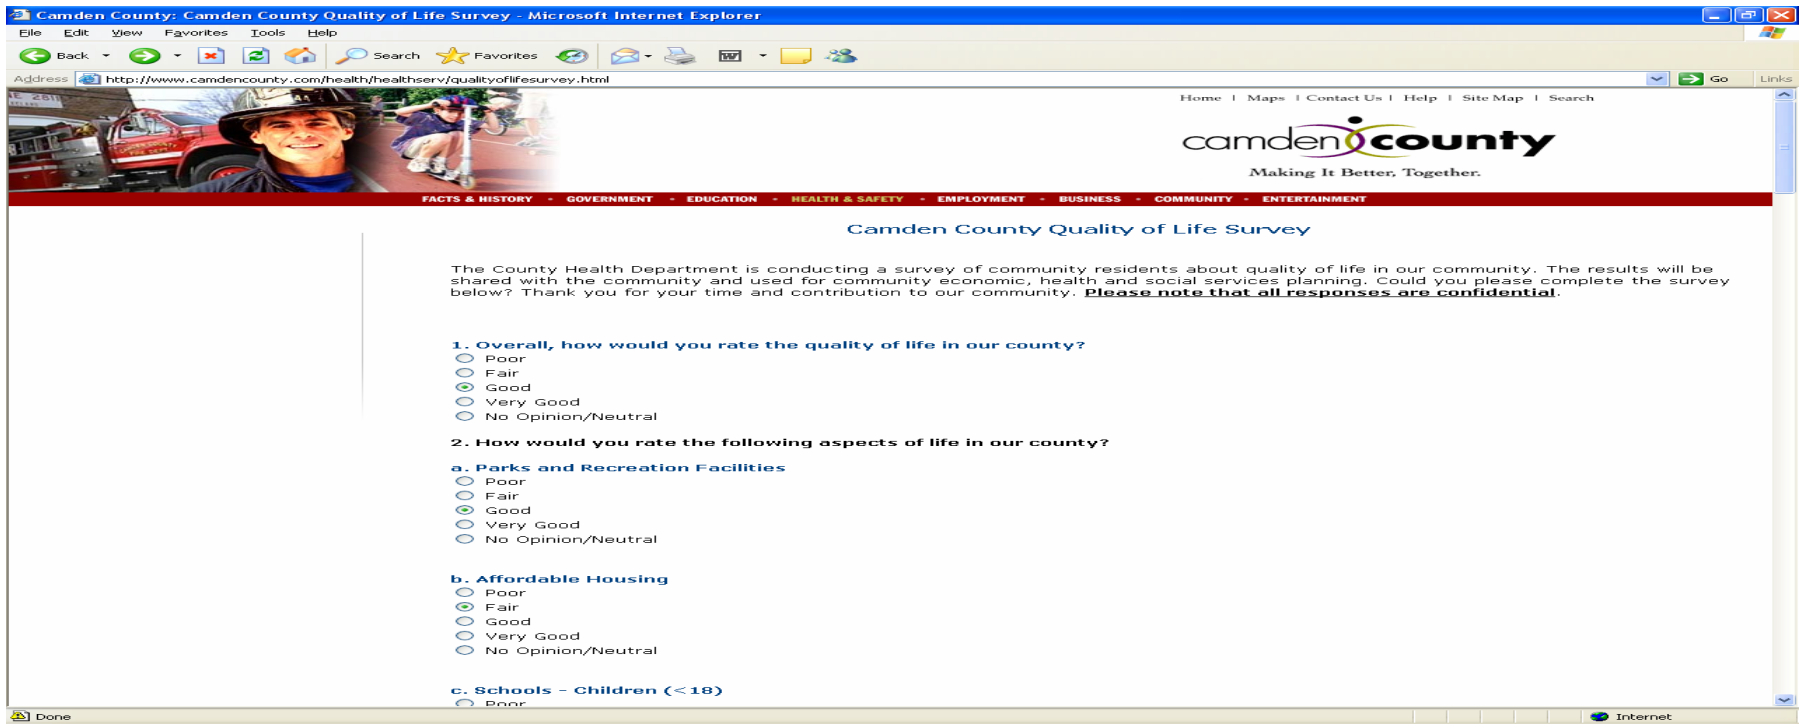 Camden County: Camden County Quality of Life Survey - Microsoft Internet Explorer
File Edit View Favorites Tools Help
Back Search Favorites
Address http://www.camdencounty.com/health/healthserv/qualityoflifesurvey.html Go Links
Home | Maps | Contact Us | Help | Site Map | Search
camden county
Making It Better, Together.
FACTS & HISTORY - GOVERNMENT - EDUCATION - HEALTH & SAFETY - EMPLOYMENT - BUSINESS - COMMUNITY - ENTERTAINMENT
Camden County Quality of Life Survey
The County Health Department is conducting a survey of community residents about quality of life in our community. The results will be
shared with the community and used for community economic, health and social services planning. Could you please complete the survey
below? Thank you for your time and contribution to our community. Please note that all responses are confidential.
1. Overall, how would you rate the quality of life in our county?
Poor
Fair
Good
Very Good
No Opinion/Neutral
2. How would you rate the following aspects of life in our county?
a. Parks and Recreation Facilities
Poor
Fair
Good
Very Good
No Opinion/Neutral
b. Affordable Housing
Poor
Fair
Good
Very Good
No Opinion/Neutral
c. Schools - Children (<18)
Poor
Done Internet